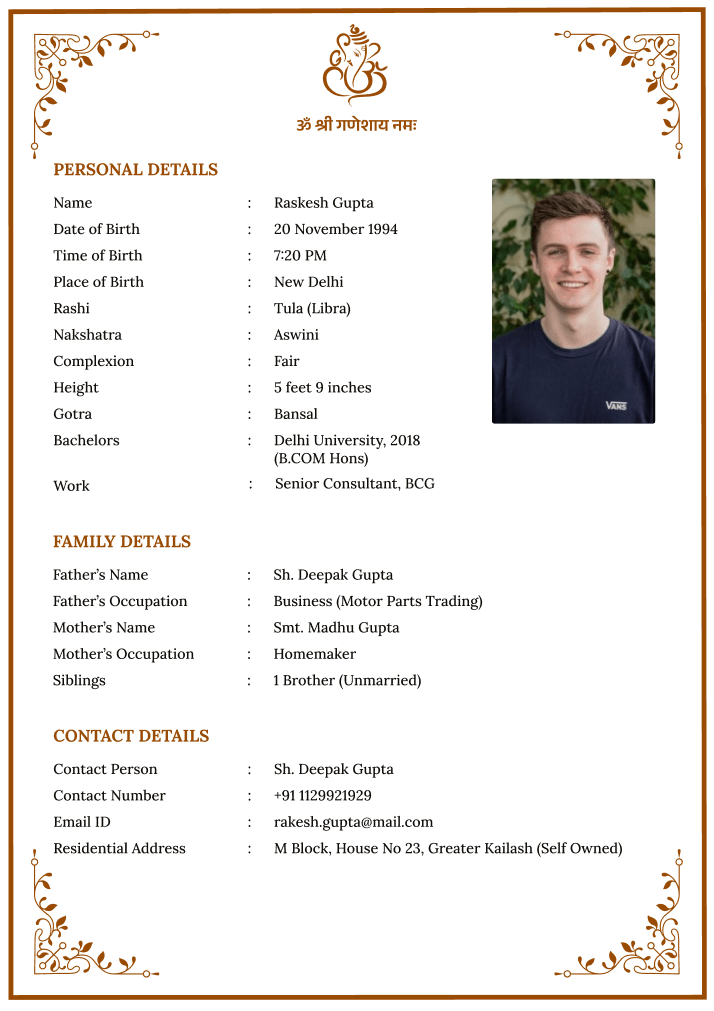 ॐ श्री गणेशाय नमः
PERSONAL DETAILS
Name : Raskesh Gupta
Date of Birth : 20 November 1994
Time of Birth : 7:20 PM
Place of Birth : New Delhi
Rashi : Tula (Libra)
Nakshatra : Aswini
Complexion : Fair
Height : 5 feet 9 inches
Gotra : Bansal
Bachelors : Delhi University, 2018
(B.COM Hons)
Work : Senior Consultant, BCG
VANS
FAMILY DETAILS
Father's Name : Sh. Deepak Gupta
Father's Occupation : Business (Motor Parts Trading)
Mother's Name : Smt. Madhu Gupta
Mother's Occupation : Homemaker
Siblings : 1 Brother (Unmarried)
CONTACT DETAILS
Contact Person : Sh. Deepak Gupta
Contact Number : +91 1129921929
Email ID : rakesh.gupta@mail.com
Residential Address : M Block, House No 23, Greater Kailash (Self Owned)